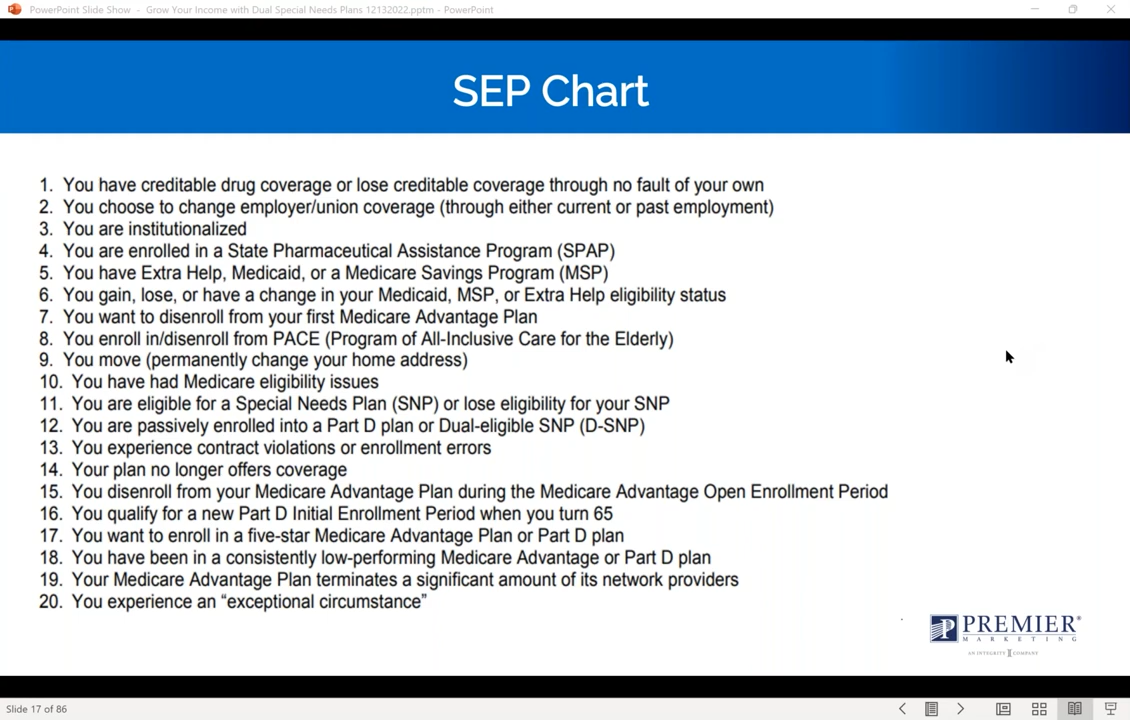 PowerPoint Slide Show - Grow Your Income with Dual Special Needs Plans 12132022.pptm - PowerPoint
SEP Chart
1. You have creditable drug coverage or lose creditable coverage through no fault of your own
2. You choose to change employer/union coverage (through either current or past employment)
3. You are institutionalized
4. You are enrolled in a State Pharmaceutical Assistance Program (SPAP)
5. You have Extra Help, Medicaid, or a Medicare Savings Program (MSP)
6. You gain, lose, or have a change in your Medicaid, MSP, or Extra Help eligibility status
7. You want to disenroll from your first Medicare Advantage Plan
8. You enroll in/disenroll from PACE (Program of All-Inclusive Care for the Elderly)
9. You move (permanently change your home address)
10. You have had Medicare eligibility issues
11. You are eligible for a Special Needs Plan (SNP) or lose eligibility for your SNP
12. You are passively enrolled into a Part D plan or Dual-eligible SNP (D-SNP)
13. You experience contract violations or enrollment errors
14. Your plan no longer offers coverage
15. You disenroll from your Medicare Advantage Plan during the Medicare Advantage Open Enrollment Period
16. You qualify for a new Part D Initial Enrollment Period when you turn 65
17. You want to enroll in a five-star Medicare Advantage Plan or Part D plan
18. You have been in a consistently low-performing Medicare Advantage or Part D plan
19. Your Medicare Advantage Plan terminates a significant amount of its network providers
20. You experience an “exceptional circumstance”
PREMIER®
MARKETING
AN INTEGRITY COMPANY
Slide 17 of 86